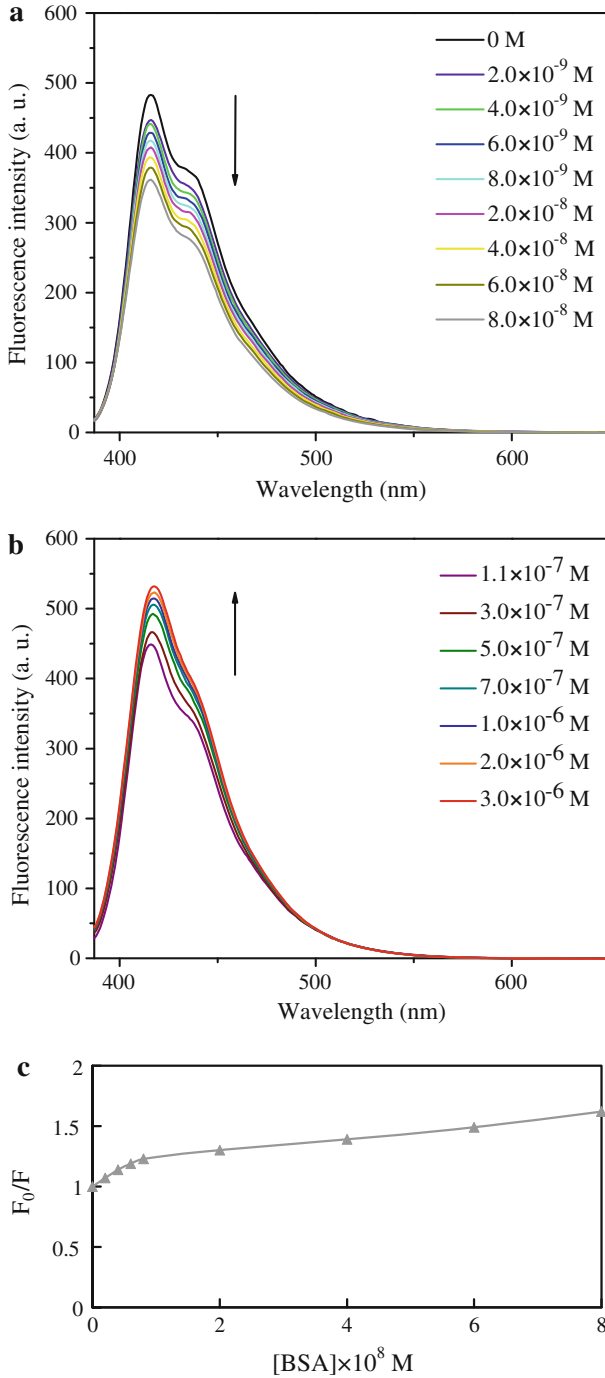 a
Fluorescence intensity (a. u.)
600
500
400
300
200
100
0
400
500
600
Wavelength (nm)
0 M
2.0×10⁻⁹ M
4.0×10⁻⁹ M
6.0×10⁻⁹ M
8.0×10⁻⁹ M
2.0×10⁻⁸ M
4.0×10⁻⁸ M
6.0×10⁻⁸ M
8.0×10⁻⁸ M
b
Fluorescence intensity (a. u.)
600
500
400
300
200
100
0
400
500
600
Wavelength (nm)
1.1×10⁻⁷ M
3.0×10⁻⁷ M
5.0×10⁻⁷ M
7.0×10⁻⁷ M
1.0×10⁻⁶ M
2.0×10⁻⁶ M
3.0×10⁻⁶ M
c
F₀/F
2
1.5
1
0.5
0
0
2
4
6
8
[BSA]×10⁸ M